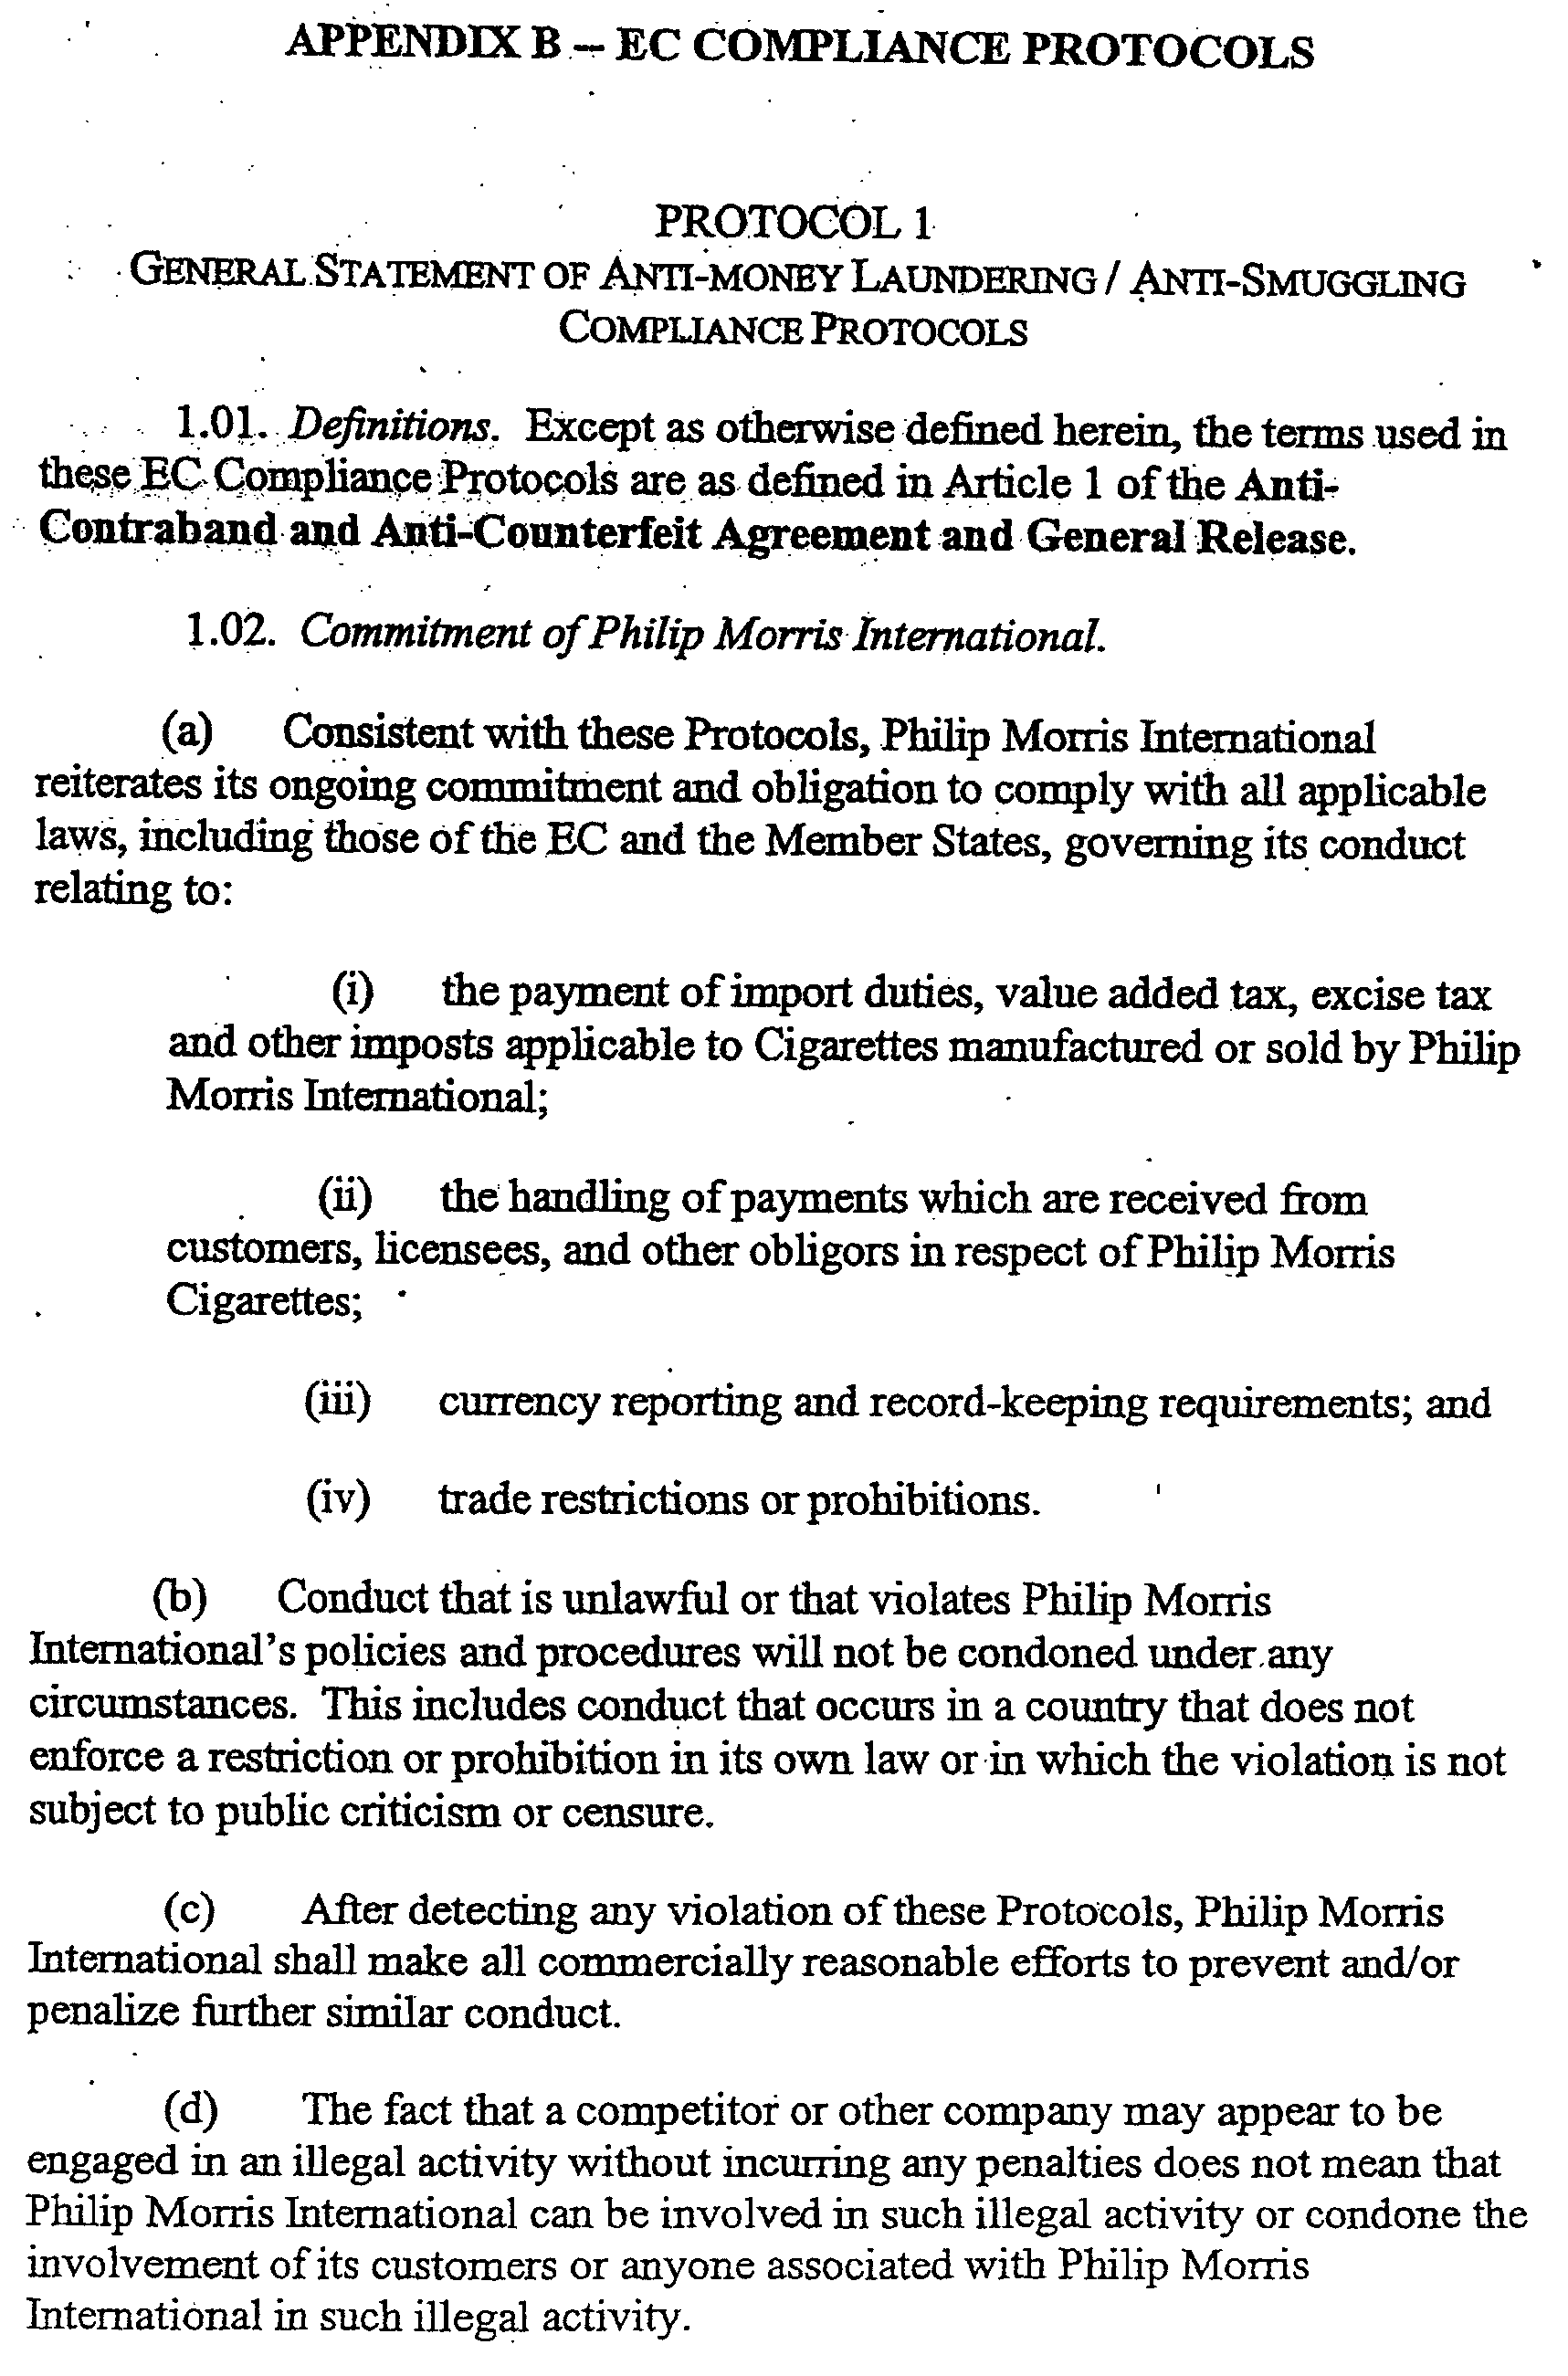 APPENDIX B – EC COMPLIANCE PROTOCOLS
PROTOCOL 1
GENERAL STATEMENT OF ANTI-MONEY LAUNDERING / ANTI-SMUGGLING
COMPLIANCE PROTOCOLS
1.01. Definitions. Except as otherwise defined herein, the terms used in
these EC Compliance Protocols are as defined in Article 1 of the Anti-
Contraband and Anti-Counterfeit Agreement and General Release.
1.02. Commitment of Philip Morris International.
(a) Consistent with these Protocols, Philip Morris International
reiterates its ongoing commitment and obligation to comply with all applicable
laws, including those of the EC and the Member States, governing its conduct
relating to:
(i) the payment of import duties, value added tax, excise tax
and other imposts applicable to Cigarettes manufactured or sold by Philip
Morris International;
(ii) the handling of payments which are received from
customers, licensees, and other obligors in respect of Philip Morris
Cigarettes;
(iii) currency reporting and record-keeping requirements; and
(iv) trade restrictions or prohibitions.
(b) Conduct that is unlawful or that violates Philip Morris
International's policies and procedures will not be condoned under any
circumstances. This includes conduct that occurs in a country that does not
enforce a restriction or prohibition in its own law or in which the violation is not
subject to public criticism or censure.
(c) After detecting any violation of these Protocols, Philip Morris
International shall make all commercially reasonable efforts to prevent and/or
penalize further similar conduct.
(d) The fact that a competitor or other company may appear to be
engaged in an illegal activity without incurring any penalties does not mean that
Philip Morris International can be involved in such illegal activity or condone the
involvement of its customers or anyone associated with Philip Morris
International in such illegal activity.